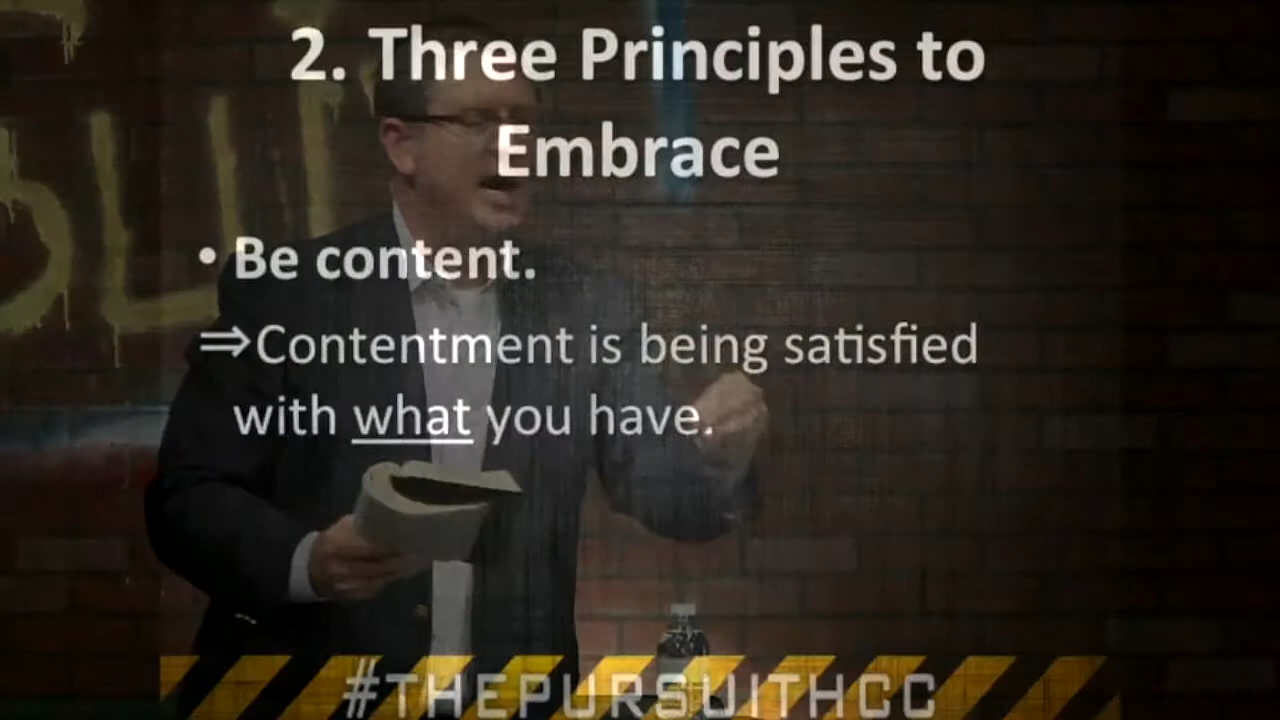 2. Three Principles to
Embrace
• Be content.
⇒Contentment is being satisfied
with what you have.
#THEPURSUITHCC